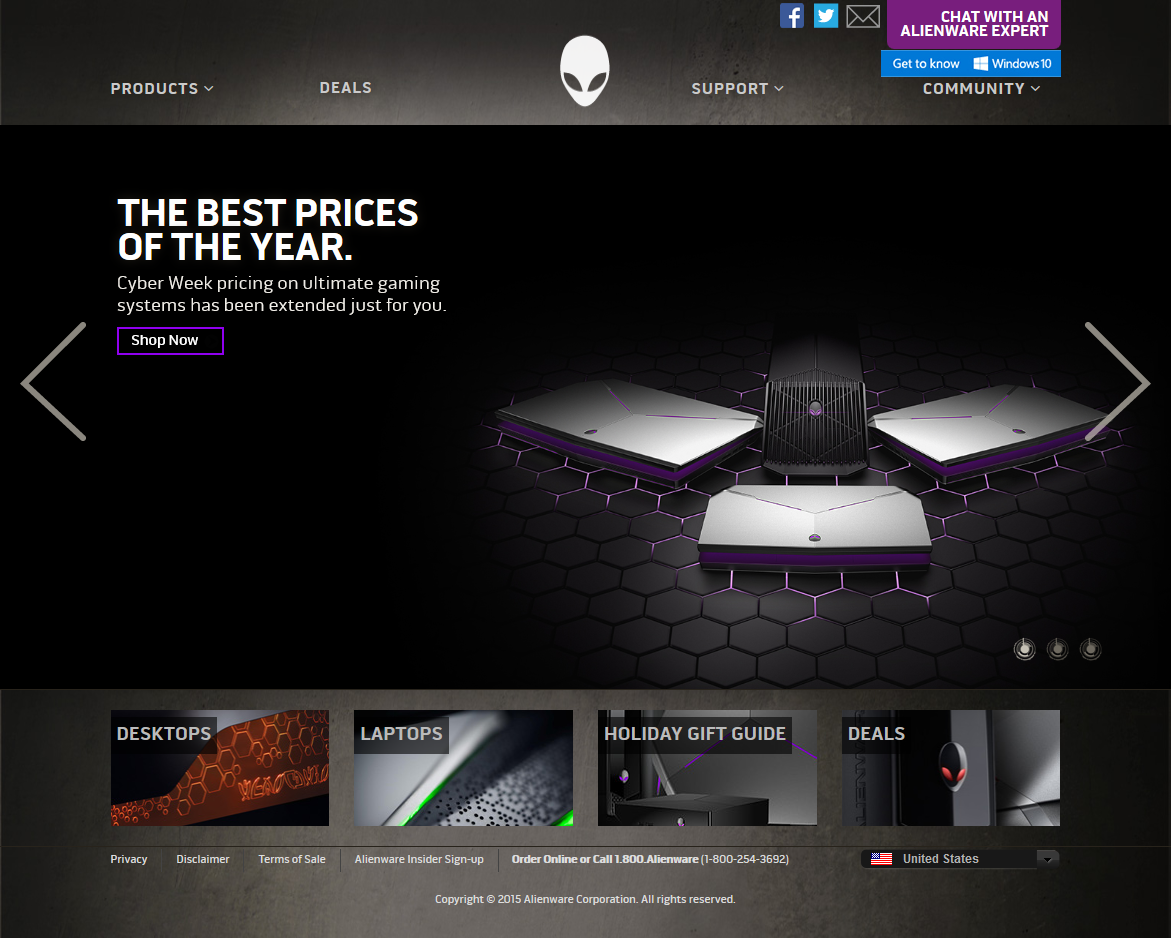 CHAT WITH AN
ALIENWARE EXPERT
Get to know Windows10
PRODUCTS
DEALS
SUPPORT
COMMUNITY
THE BEST PRICES
OF THE YEAR.
Cyber Week pricing on ultimate gaming
systems has been extended just for you.
Shop Now
DESKTOPS
LAPTOPS
HOLIDAY GIFT GUIDE
DEALS
Privacy
Disclaimer
Terms of Sale
Alienware Insider Sign-up
Order Online or Call 1.800.Alienware (1-800-254-3692)
United States
Copyright © 2015 Alienware Corporation. All rights reserved.